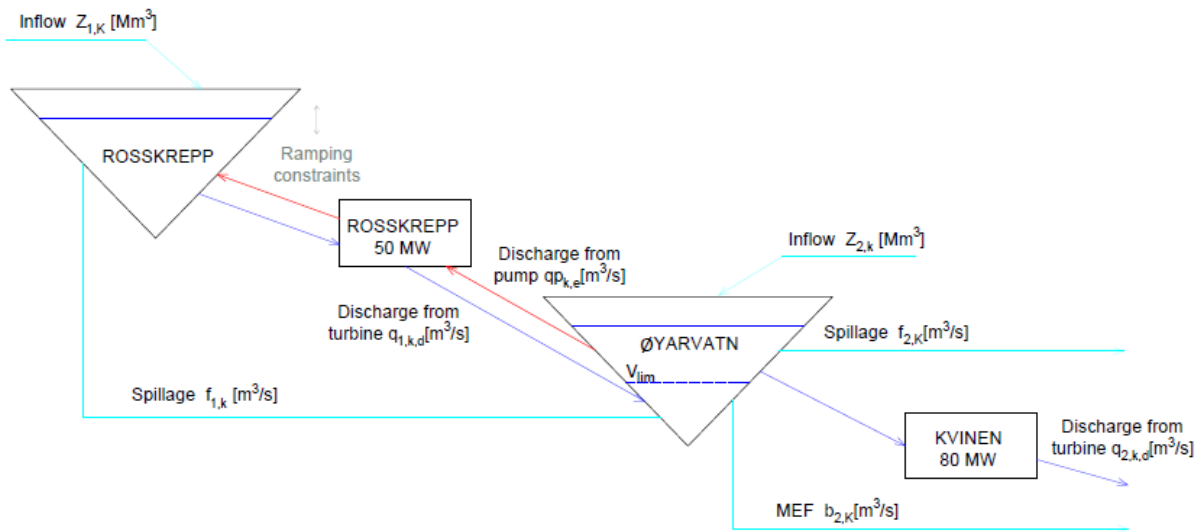 Inflow Z1,K [Mm³]
ROSSKREPP
Ramping
constraints
ROSSKREPP
50 MW
Discharge from
pump qpk,e[m³/s]
Inflow Z2,k [Mm³]
Discharge from
turbine q1,k,d[m³/s]
ØYARVATN
Spillage f2,K[m³/s]
Vlim
Spillage f1,k [m³/s]
KVINEN
80 MW
Discharge from
turbine q2,k,d[m³/s]
MEF b2,K[m³/s]